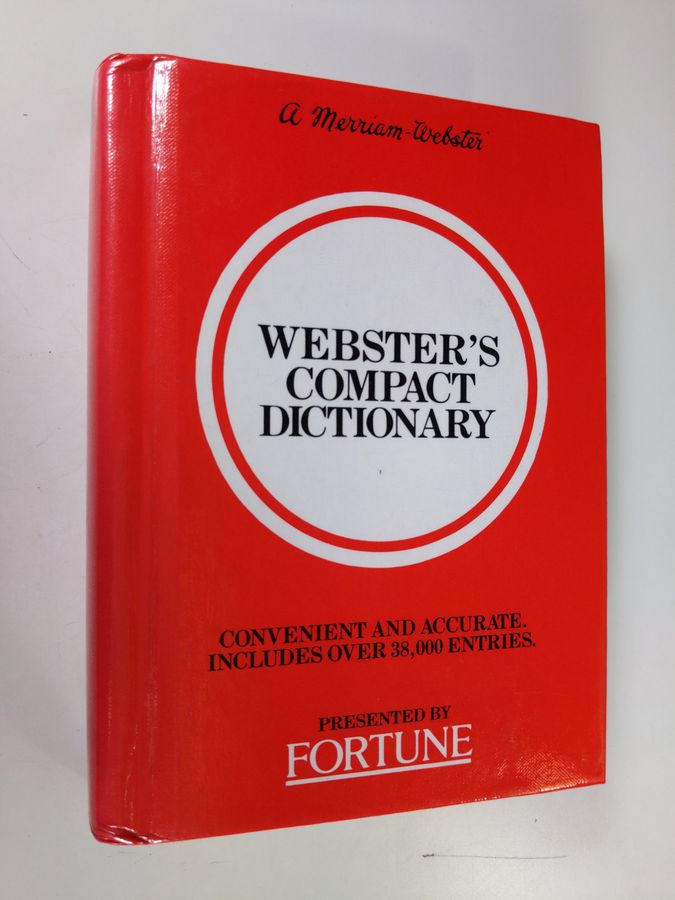 A Merriam-Webster
WEBSTER'S
COMPACT
DICTIONARY
CONVENIENT AND ACCURATE.
INCLUDES OVER 38,000 ENTRIES.
PRESENTED BY
FORTUNE